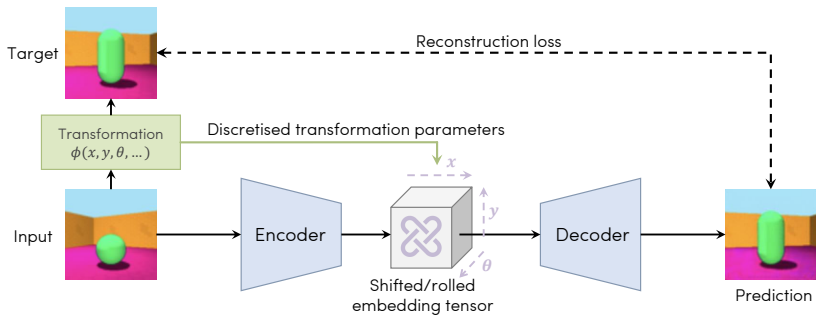 Target
Reconstruction loss
Transformation
ϕ(x, y, θ, ...)
Discretised transformation parameters
x
Input
Encoder
y
Decoder
θ
Shifted/rolled
embedding tensor
Prediction